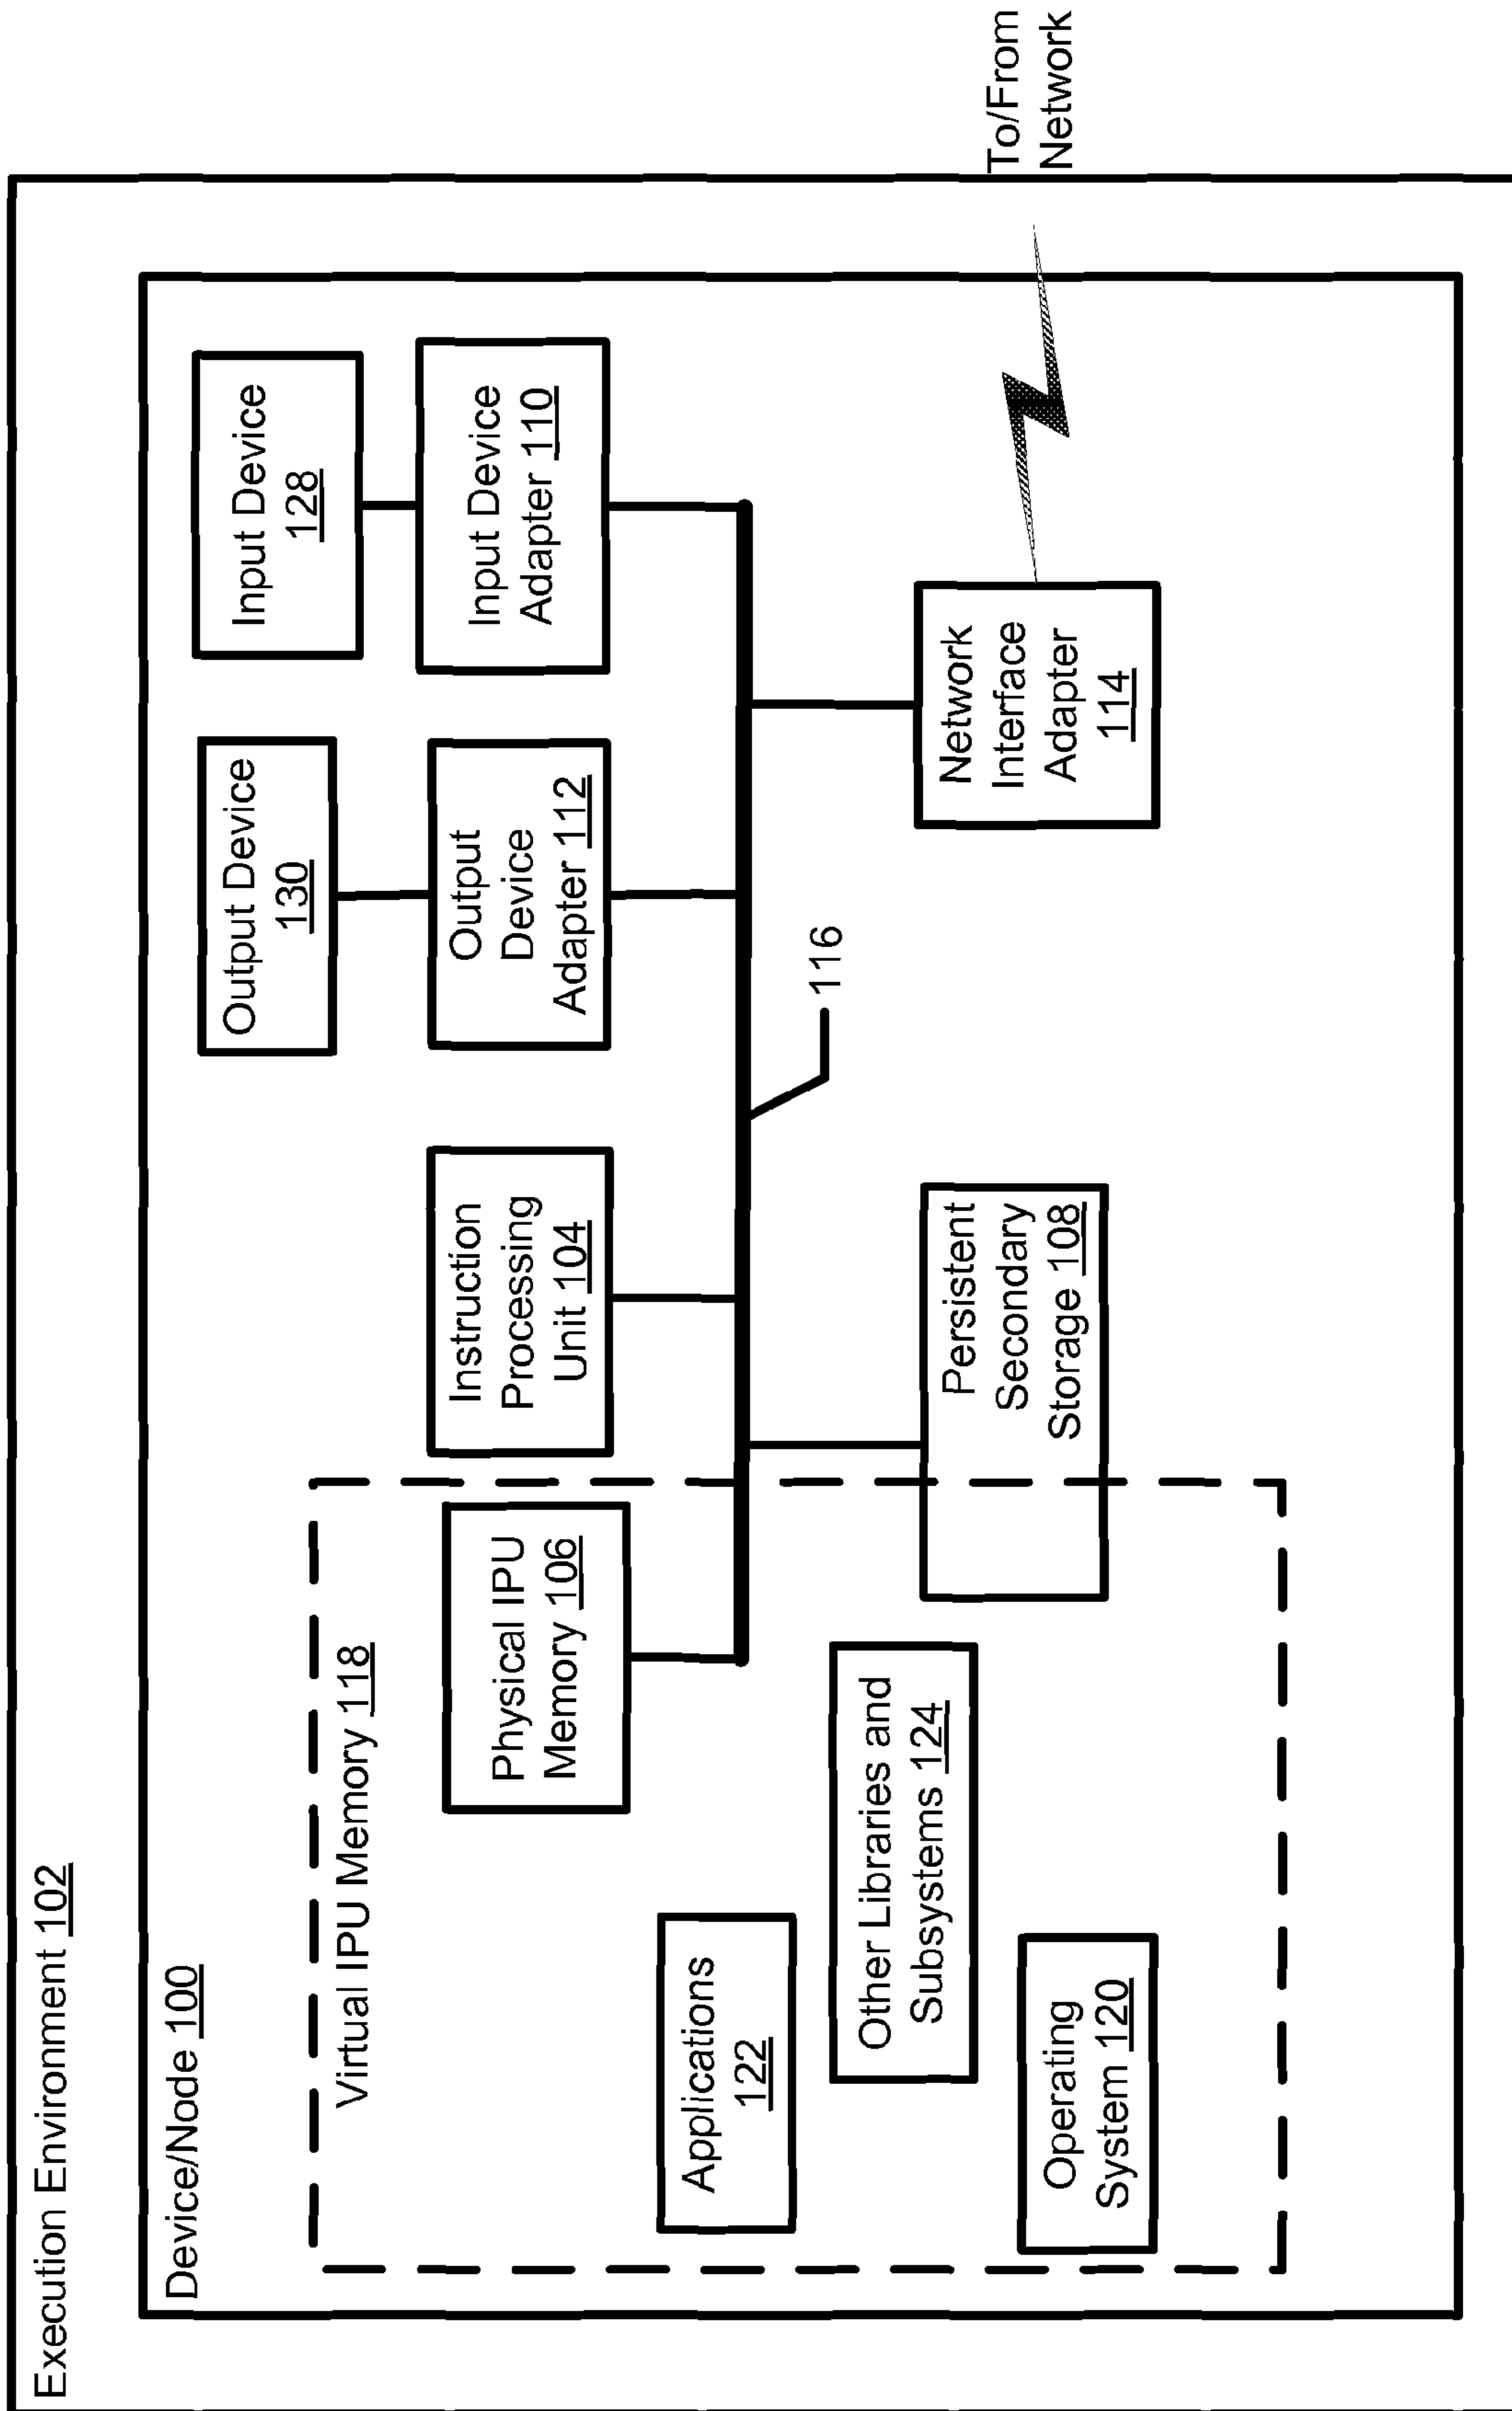 Execution Environment 102
Device/Node 100
Virtual IPU Memory 118
Physical IPU
Memory 106
Applications
122
Other Libraries and
Subsystems 124
Operating
System 120
Instruction
Processing
Unit 104
Persistent
Secondary
Storage 108
116
Output Device
130
Output
Device
Adapter 112
Input Device
128
Input Device
Adapter 110
Network
Interface
Adapter
114
To/From
Network